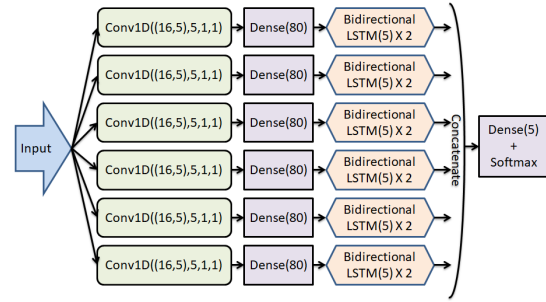 Input
Conv1D((16,5),5,1,1)
Dense(80)
Bidirectional
LSTM(5) X 2
Conv1D((16,5),5,1,1)
Dense(80)
Bidirectional
LSTM(5) X 2
Conv1D((16,5),5,1,1)
Dense(80)
Bidirectional
LSTM(5) X 2
Conv1D((16,5),5,1,1)
Dense(80)
Bidirectional
LSTM(5) X 2
Conv1D((16,5),5,1,1)
Dense(80)
Bidirectional
LSTM(5) X 2
Conv1D((16,5),5,1,1)
Dense(80)
Bidirectional
LSTM(5) X 2
Concatenate
Dense(5)
+
Softmax